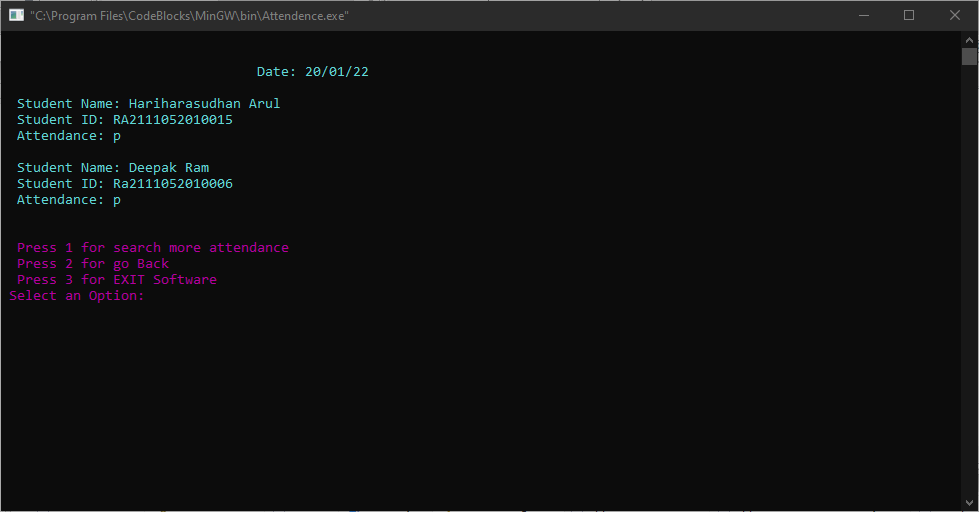 "C:\Program Files\CodeBlocks\MinGW\bin\Attendence.exe"
Date: 20/01/22
Student Name: Hariharasudhan Arul
Student ID: RA2111052010015
Attendance: p
Student Name: Deepak Ram
Student ID: Ra2111052010006
Attendance: p
Press 1 for search more attendance
Press 2 for go Back
Press 3 for EXIT Software
Select an Option: